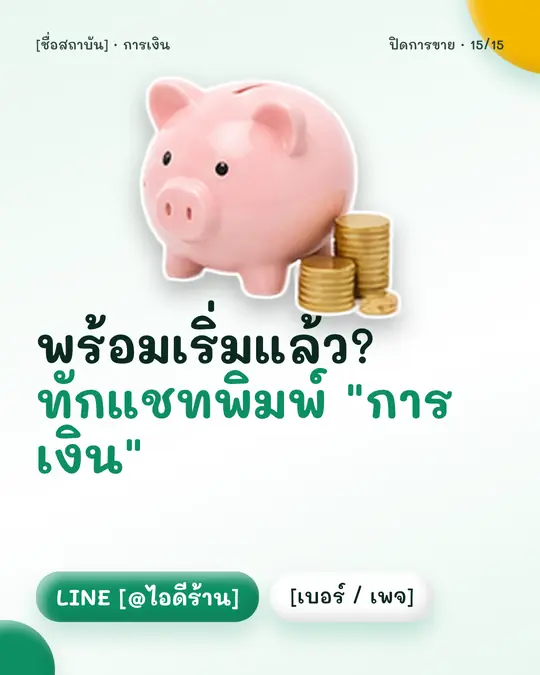 [ชื่อสถาบัน] · การเงิน
ปิดการขาย · 15/15
พร้อมเริ่มแล้ว?
ทักแชทพิมพ์ "การ
เงิน"
LINE [@ไอดีร้าน]
[เบอร์ / เพจ]